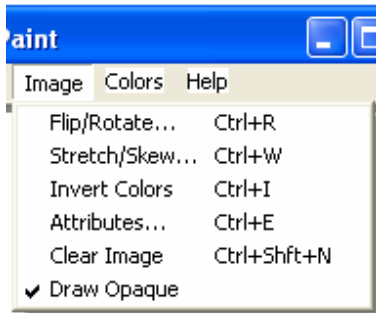 Paint
Image Colors Help
Flip/Rotate... Ctrl+R
Stretch/Skew... Ctrl+W
Invert Colors Ctrl+I
Attributes... Ctrl+E
Clear Image Ctrl+Shft+N
Draw Opaque